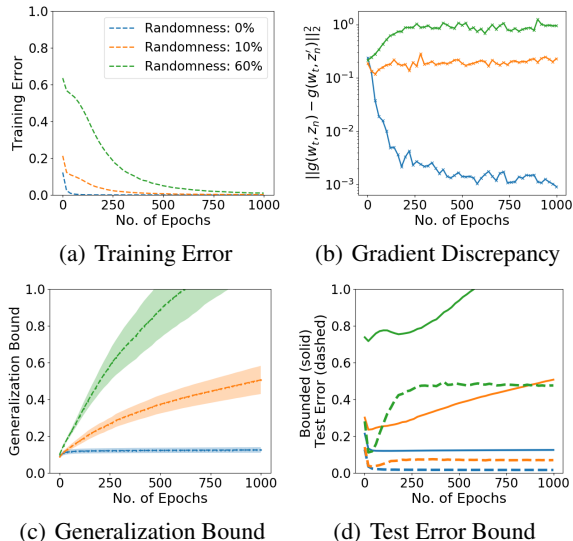 1.0
0.8
0.6
0.4
0.2
0.0
Training Error
Randomness: 0%
Randomness: 10%
Randomness: 60%
0 250 500 750 1000
No. of Epochs
(a) Training Error
10⁰
10⁻¹
10⁻²
10⁻³
||g(w_t, z_n) − g(w_t, z′_n)||²₂
0 250 500 750 1000
No. of Epochs
(b) Gradient Discrepancy
1.0
0.8
0.6
0.4
0.2
0.0
Generalization Bound
0 250 500 750 1000
No. of Epochs
(c) Generalization Bound
1.0
0.8
0.6
0.4
0.2
0.0
Bounded (solid)
Test Error (dashed)
0 250 500 750 1000
No. of Epochs
(d) Test Error Bound